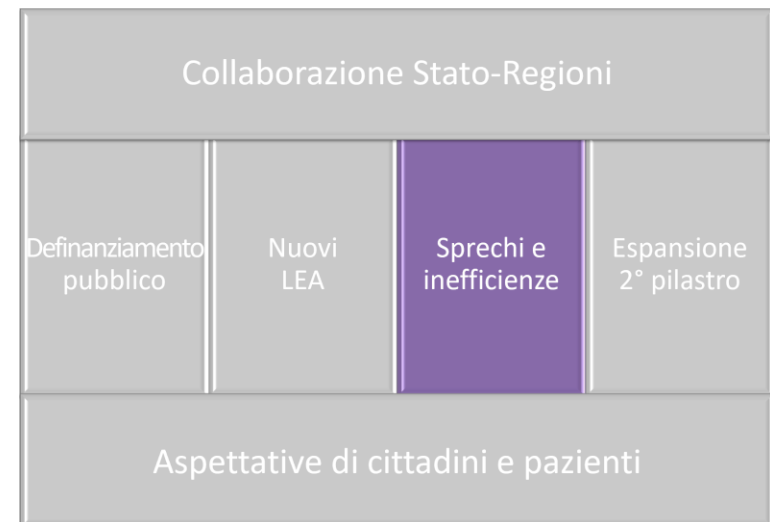 Collaborazione Stato-Regioni
Definanziamento
pubblico
Nuovi
LEA
Sprechi e
inefficienze
Espansione
2° pilastro
Aspettative di cittadini e pazienti